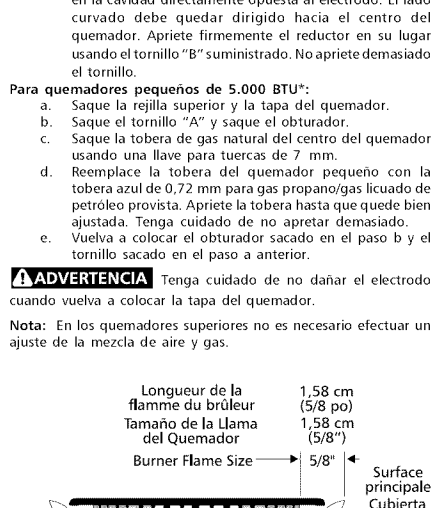 en la cavidad directamente opuesta al electrodo. El lado
curvado debe quedar dirigido hacia el centro del
quemador. Apriete firmemente el reductor en su lugar
usando el tornillo “B” suministrado. No apriete demasiado
el tornillo.
Para quemadores pequeños de 5.000 BTU*:
a. Saque la rejilla superior y la tapa del quemador.
b. Saque el tornillo “A” y saque el obturador.
c. Saque la tobera de gas natural del centro del quemador
usando una llave para tuercas de 7 mm.
d. Reemplace la tobera del quemador pequeño con la
tobera azul de 0,72 mm para gas propano/gas licuado de
petróleo provista. Apriete la tobera hasta que quede bien
ajustada. Tenga cuidado de no apretar demasiado.
e. Vuelva a colocar el obturador sacado en el paso b y el
tornillo sacado en el paso a anterior.
ADVERTENCIA Tenga cuidado de no dañar el electrodo
cuando vuelva a colocar la tapa del quemador.
Nota: En los quemadores superiores no es necesario efectuar un
ajuste de la mezcla de aire y gas.
Longueur de la
flamme du brûleur
1,58 cm
(5/8 po)
Tamaño de la Llama
del Quemador
1,58 cm
(5/8”)
Burner Flame Size
5/8"
Surface
principale
Cubierta